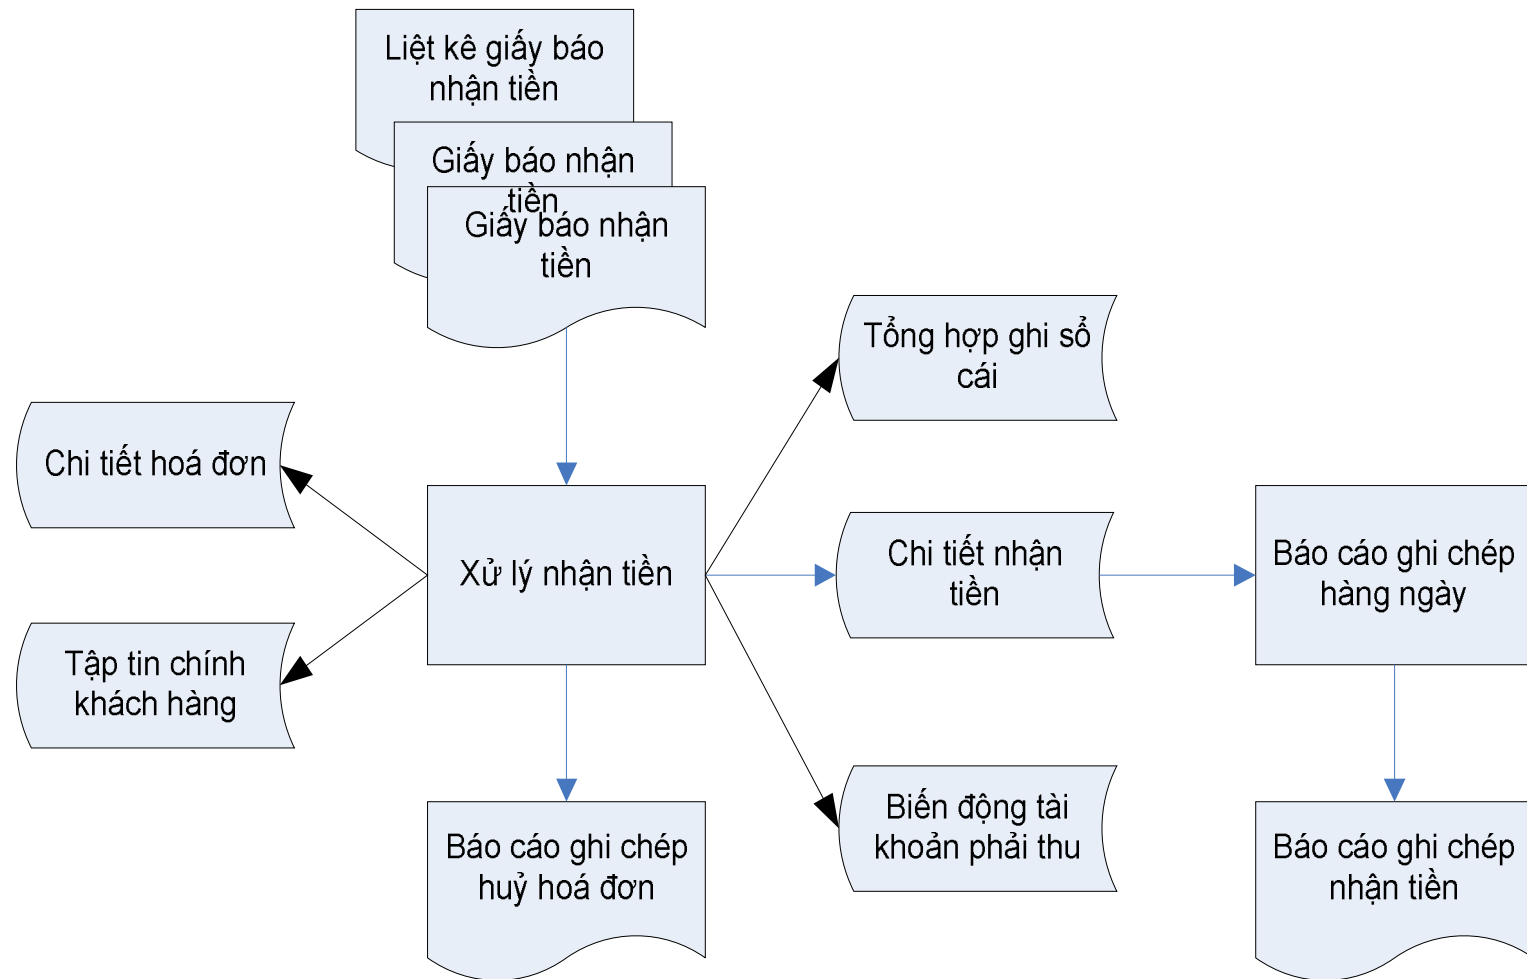 Liệt kê giấy báo
nhận tiền
Giấy báo nhận
tiền
Giấy báo nhận
tiền
Tổng hợp ghi sổ
cái
Chi tiết hoá đơn
Xử lý nhận tiền
Chi tiết nhận
tiền
Báo cáo ghi chép
hàng ngày
Tập tin chính
khách hàng
Báo cáo ghi chép
huỷ hoá đơn
Biến động tài
khoản phải thu
Báo cáo ghi chép
nhận tiền